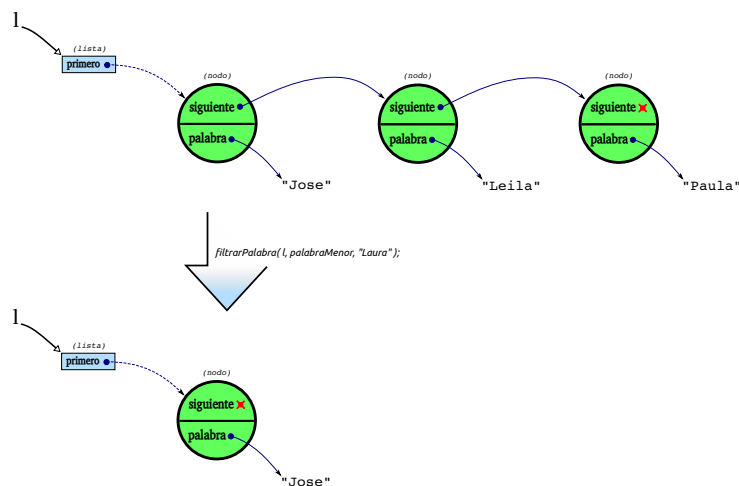 l
(lista)
primero
(nodo) (nodo) (nodo)
siguiente siguiente siguiente
palabra palabra palabra
"Jose" "Leila" "Paula"
filtrarPalabra( l, palabraMenor, "Laura" );
l
(lista)
primero
(nodo)
siguiente
palabra
"Jose"